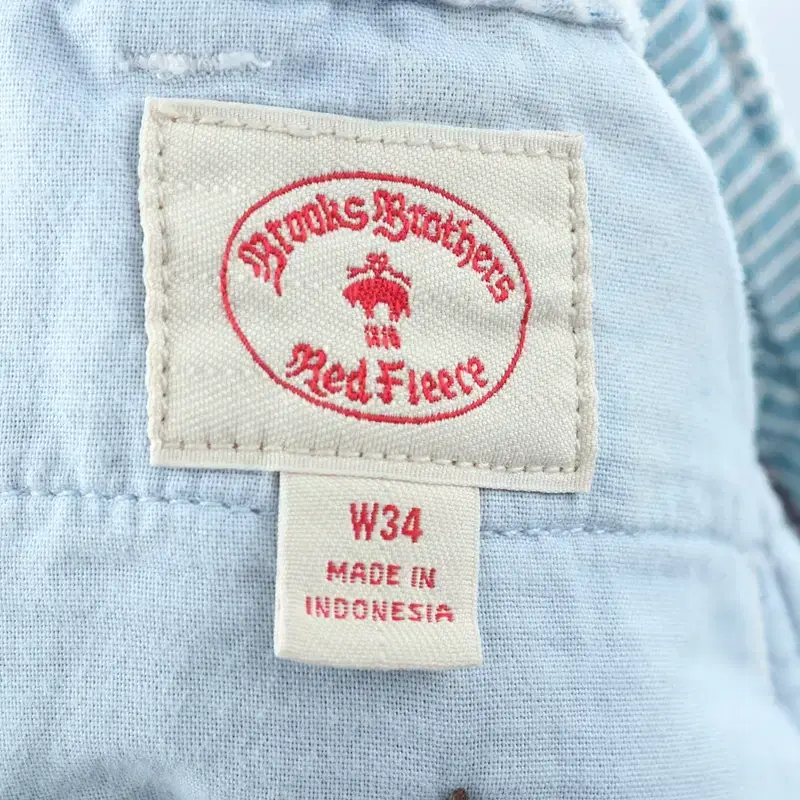 Brooks Brothers
1818
Red Fleece
W34
MADE IN
INDONESIA